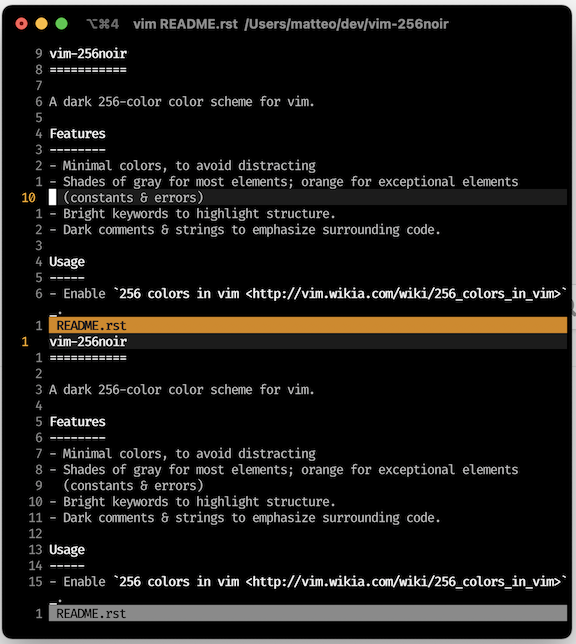 ⌥⌘4 vim README.rst /Users/matteo/dev/vim-256noir
9 vim-256noir
8 ===========
7
6 A dark 256-color color scheme for vim.
5
4 Features
3 --------
2 - Minimal colors, to avoid distracting
1 - Shades of gray for most elements; orange for exceptional elements
10 (constants & errors)
1 - Bright keywords to highlight structure.
2 - Dark comments & strings to emphasize surrounding code.
3
4 Usage
5 -----
6 - Enable `256 colors in vim <http://vim.wikia.com/wiki/256_colors_in_vim>`
_.
1 README.rst
1 vim-256noir
1 ===========
2
3 A dark 256-color color scheme for vim.
4
5 Features
6 --------
7 - Minimal colors, to avoid distracting
8 - Shades of gray for most elements; orange for exceptional elements
9 (constants & errors)
10 - Bright keywords to highlight structure.
11 - Dark comments & strings to emphasize surrounding code.
12
13 Usage
14 -----
15 - Enable `256 colors in vim <http://vim.wikia.com/wiki/256_colors_in_vim>`
_.
1 README.rst